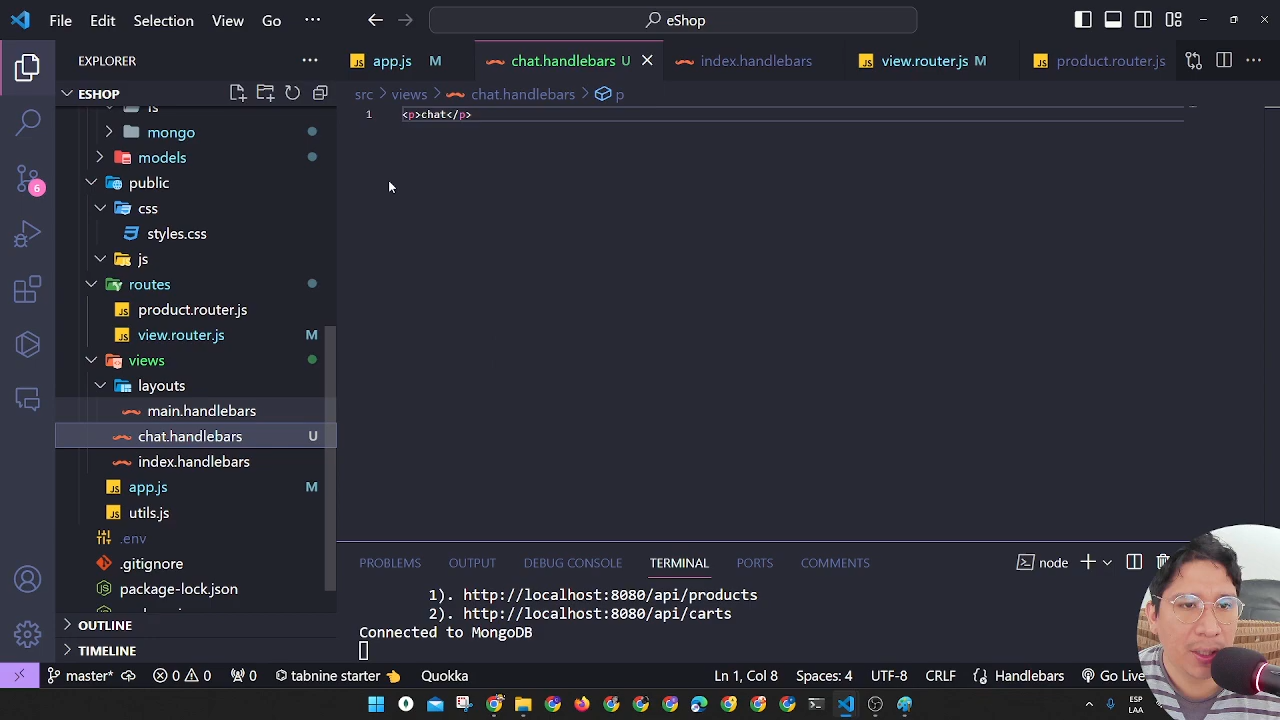 File Edit Selection View Go ··· eShop
EXPLORER ···
app.js M
chat.handlebars U
index.handlebars
view.router.js M
product.router.js
ESHOP
src > views > chat.handlebars > p
1 <p>chat</p>
mongo
models
public
css
styles.css
js
routes
product.router.js
view.router.js M
views
layouts
main.handlebars
chat.handlebars U
index.handlebars
app.js M
utils.js
.env
.gitignore
package-lock.json
OUTLINE
TIMELINE
6
PROBLEMS OUTPUT DEBUG CONSOLE TERMINAL PORTS COMMENTS node
1). http://localhost:8080/api/products
2). http://localhost:8080/api/carts
Connected to MongoDB
master* 0 0 0 tabnine starter Quokka Ln 1, Col 8 Spaces: 4 UTF-8 CRLF Handlebars Go Live
ESP
LAA